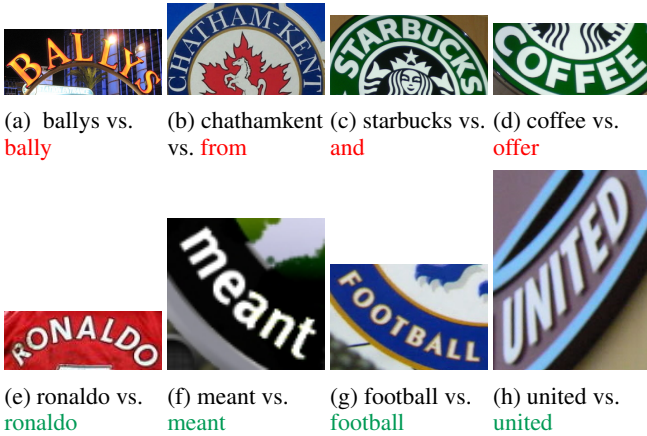 BALLYS
CHATHAM-KENT
STARBUCKS
COFFEE
(a) ballys vs.
bally
(b) chathamkent
vs. from
(c) starbucks vs.
and
(d) coffee vs.
offer
RONALDO
meant
FOOTBALL
UNITED
(e) ronaldo vs.
ronaldo
(f) meant vs.
meant
(g) football vs.
football
(h) united vs.
united